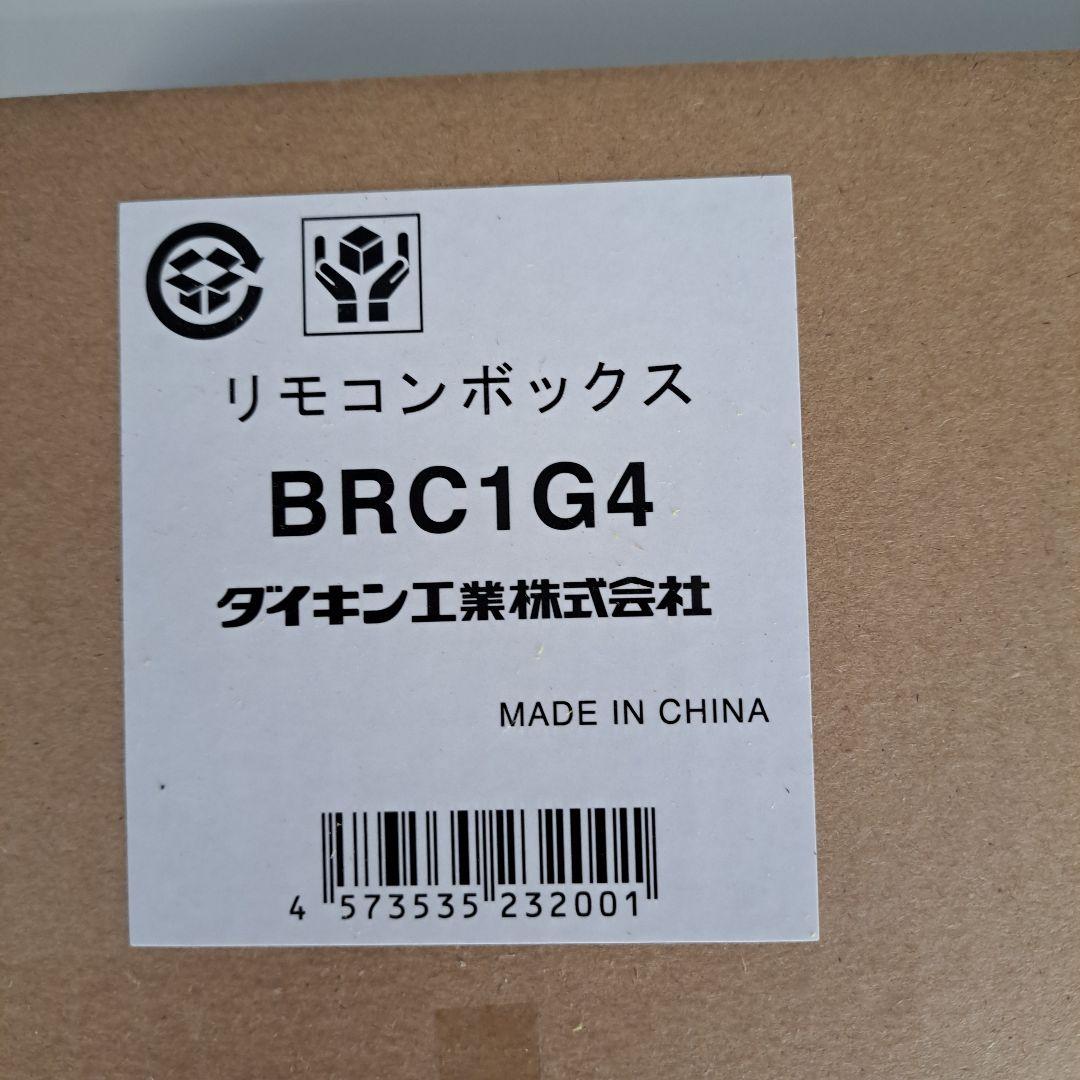 リモコンボックス
BRC1G4
ダイキン工業株式会社
MADE IN CHINA
4 573535 232001